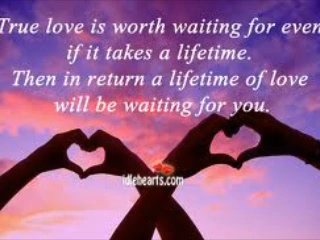 True love is worth waiting for even
if it takes a lifetime.
Then in return a lifetime of love
will be waiting for you.
idlehearts.com